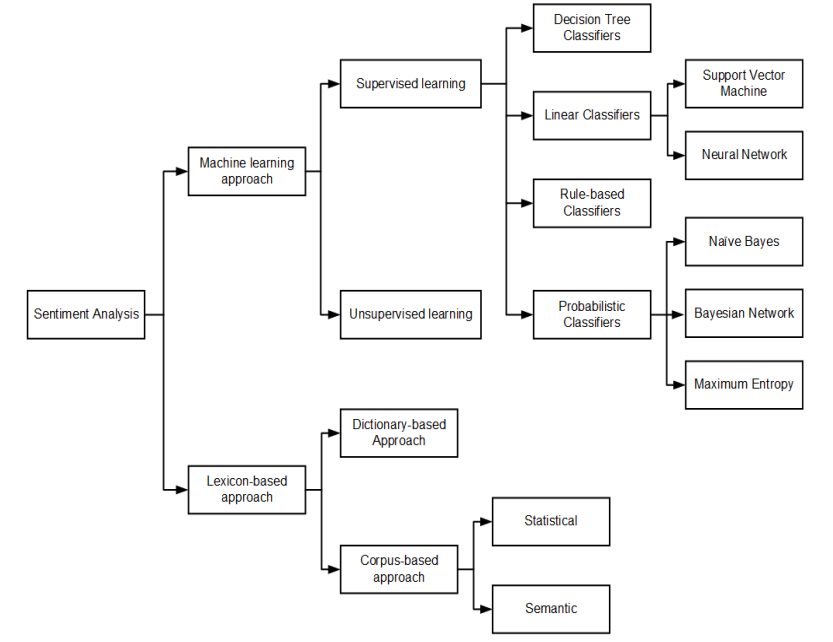 Decision Tree
Classifiers
Supervised learning
Support Vector
Machine
Linear Classifiers
Neural Network
Machine learning
approach
Rule-based
Classifiers
Naïve Bayes
Sentiment Analysis
Unsupervised learning
Probabilistic
Classifiers
Bayesian Network
Maximum Entropy
Dictionary-based
Approach
Lexicon-based
approach
Statistical
Corpus-based
approach
Semantic